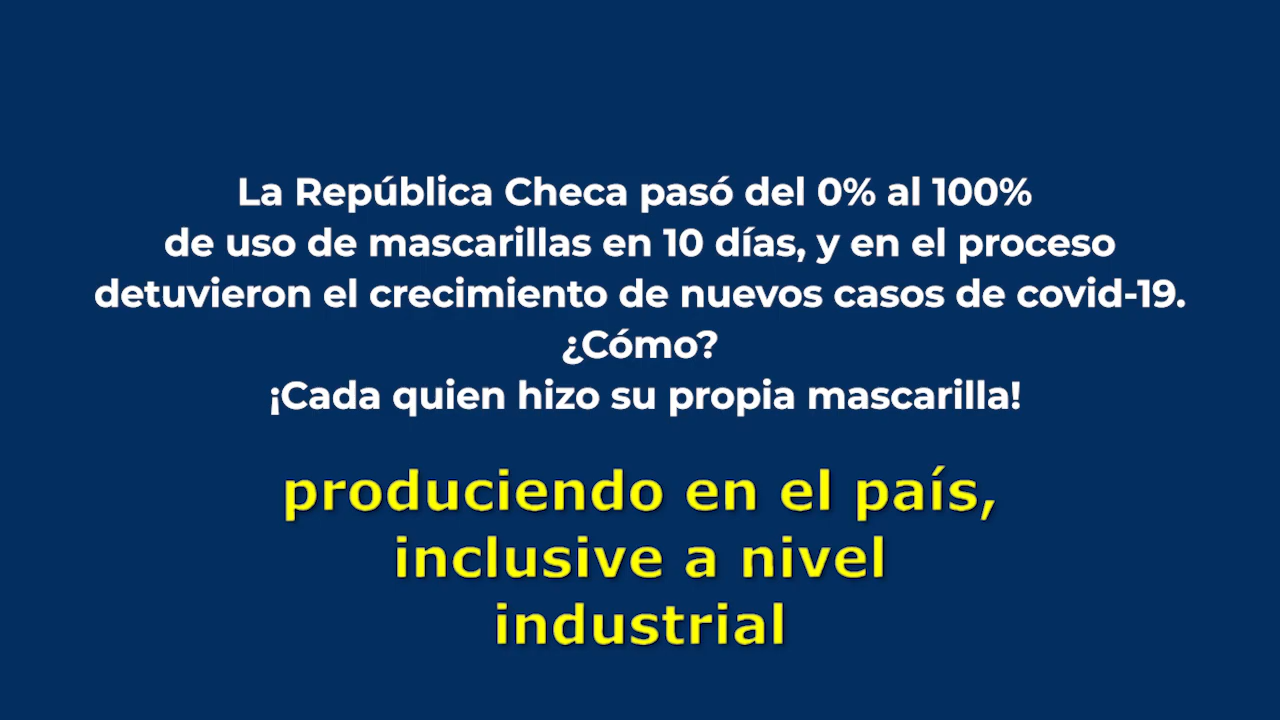 La República Checa pasó del 0% al 100%
de uso de mascarillas en 10 días, y en el proceso
detuvieron el crecimiento de nuevos casos de covid-19.
¿Cómo?
¡Cada quien hizo su propia mascarilla!
produciendo en el país,
inclusive a nivel
industrial